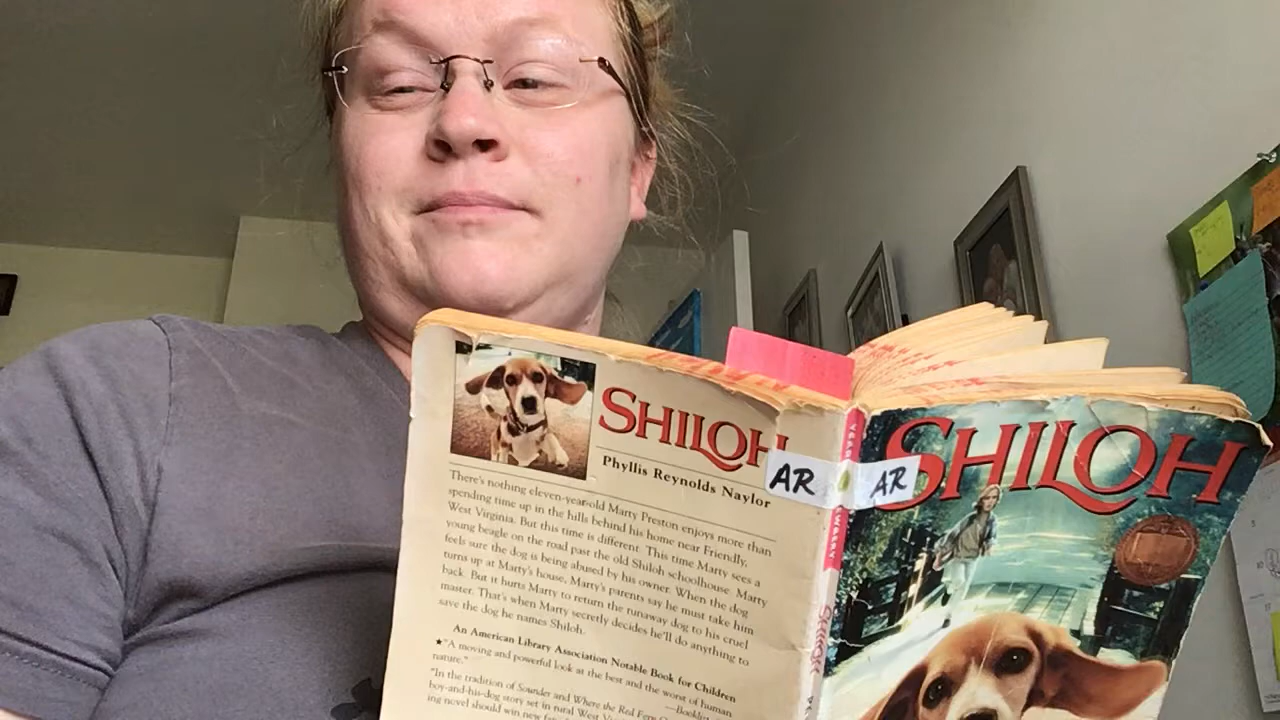 SHILOH
Phyllis Reynolds Naylor
There's nothing eleven-year-old Marty Preston enjoys more than
spending time up in the hills behind his home near Friendly,
West Virginia. But this time is different. This time Marty sees a
young beagle on the road past the old Shiloh schoolhouse. Marty
feels sure the dog is being abused by his owner. When the dog
turns up at Marty's house, Marty's parents say he must take him
back. But it hurts Marty to return the runaway dog to his cruel
master. That's when Marty secretly decides he'll do anything to
save the dog he names Shiloh.
An American Library Association Notable Book for Children
★"A moving and powerful look at the best and the worst of human
nature."
—Booklist
"In the tradition of Sounder and Where the Red Fern
boy-and-his-dog story set in rural West
ing novel should win new
AR
AR
SHILOH